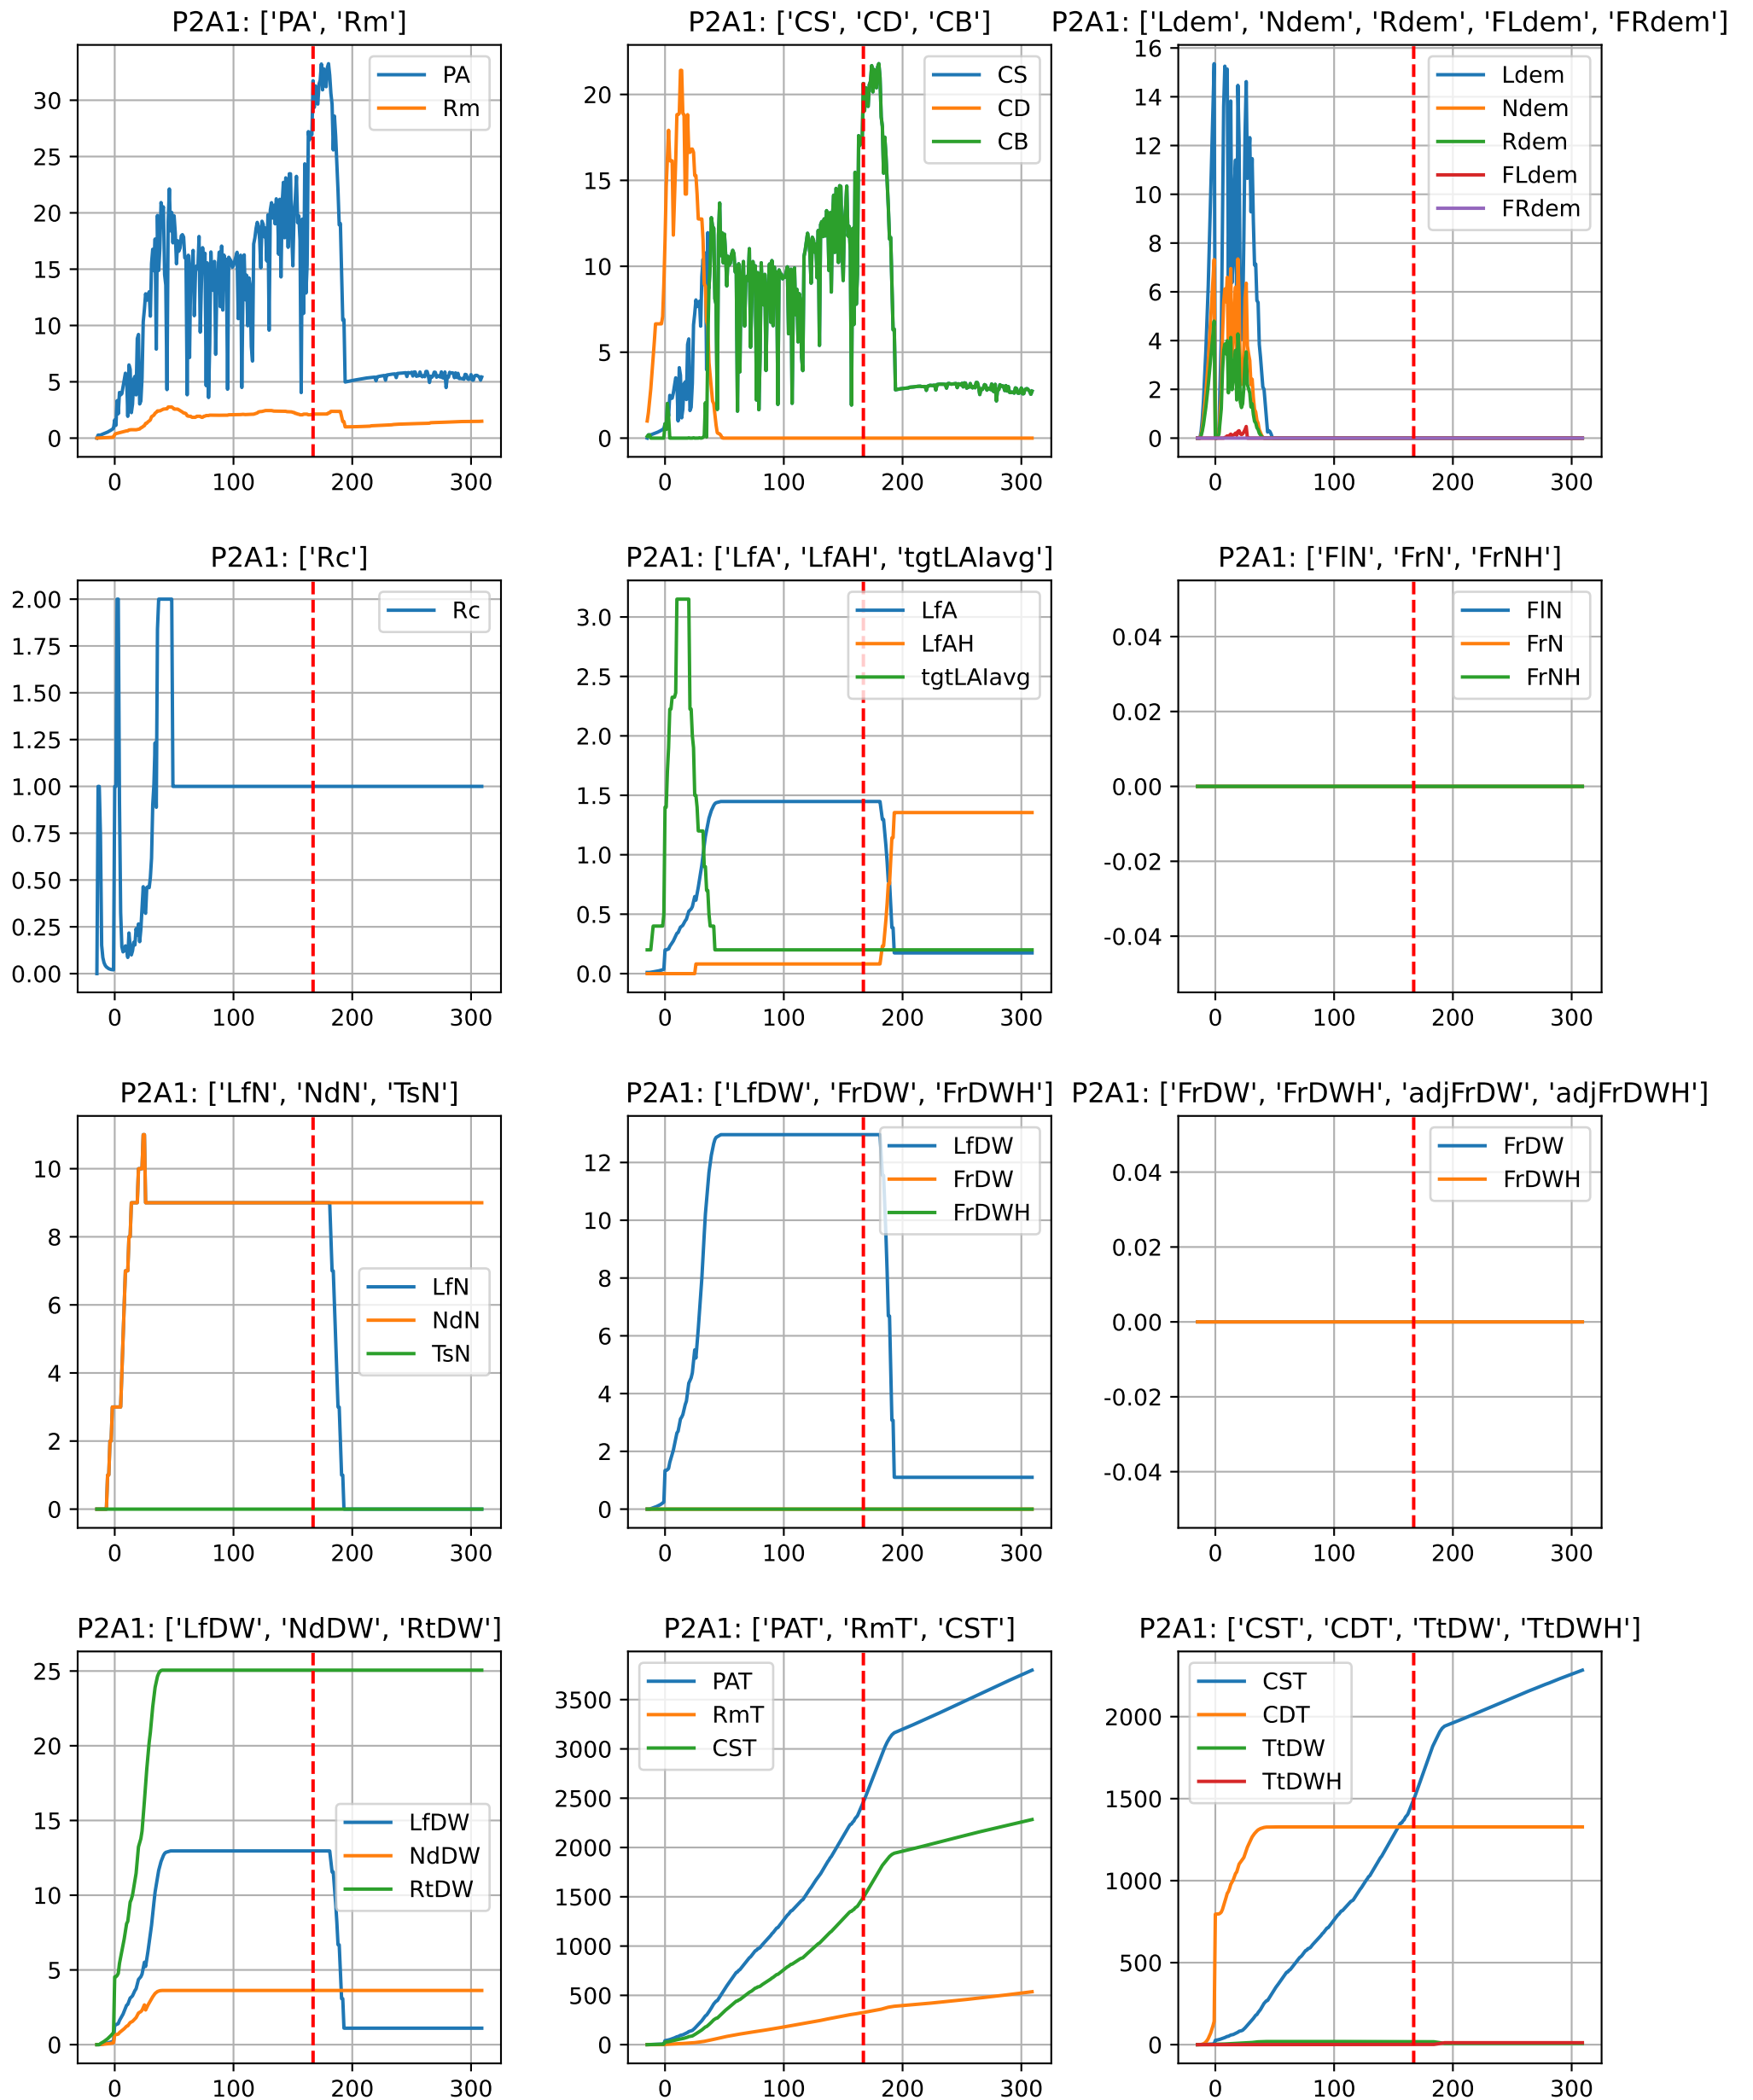 P2A1: ['PA', 'Rm']
PA
Rm
30
25
20
15
10
5
0
0 100 200 300
P2A1: ['CS', 'CD', 'CB']
CS
CD
CB
20
15
10
5
0
0 100 200 300
P2A1: ['Ldem', 'Ndem', 'Rdem', 'FLdem', 'FRdem']
Ldem
Ndem
Rdem
FLdem
FRdem
16
14
12
10
8
6
4
2
0
0 100 200 300
P2A1: ['Rc']
Rc
2.00
1.75
1.50
1.25
1.00
0.75
0.50
0.25
0.00
0 100 200 300
P2A1: ['LfA', 'LfAH', 'tgtLAIavg']
LfA
LfAH
tgtLAIavg
3.0
2.5
2.0
1.5
1.0
0.5
0.0
0 100 200 300
P2A1: ['FlN', 'FrN', 'FrNH']
FlN
FrN
FrNH
0.04
0.02
0.00
-0.02
-0.04
0 100 200 300
P2A1: ['LfN', 'NdN', 'TsN']
LfN
NdN
TsN
10
8
6
4
2
0
0 100 200 300
P2A1: ['LfDW', 'FrDW', 'FrDWH']
LfDW
FrDW
FrDWH
12
10
8
6
4
2
0
0 100 200 300
P2A1: ['FrDW', 'FrDWH', 'adjFrDW', 'adjFrDWH']
FrDW
FrDWH
0.04
0.02
0.00
-0.02
-0.04
0 100 200 300
P2A1: ['LfDW', 'NdDW', 'RtDW']
LfDW
NdDW
RtDW
25
20
15
10
5
0
0 100 200 300
P2A1: ['PAT', 'RmT', 'CST']
PAT
RmT
CST
3500
3000
2500
2000
1500
1000
500
0
0 100 200 300
P2A1: ['CST', 'CDT', 'TtDW', 'TtDWH']
CST
CDT
TtDW
TtDWH
2000
1500
1000
500
0
0 100 200 300